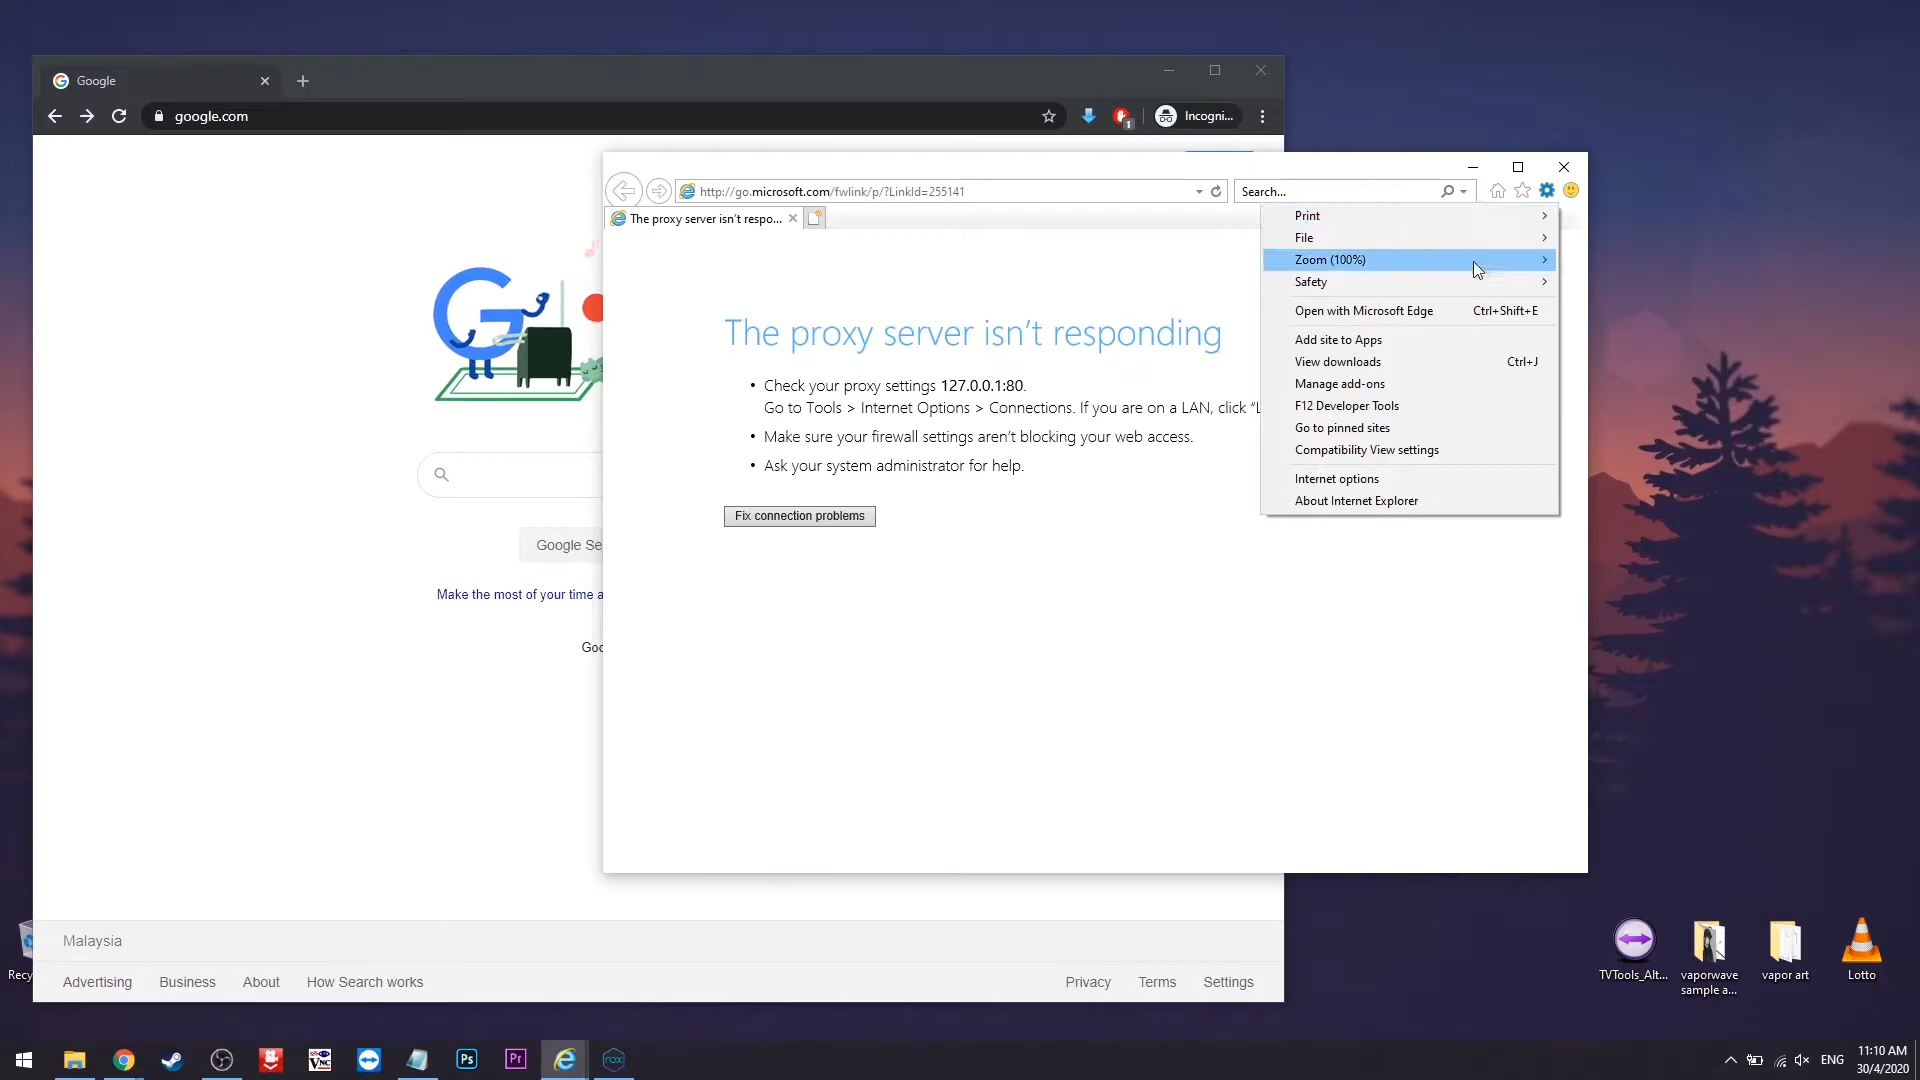 Google
google.com
1
Incogni...
http://go.microsoft.com/fwlink/p/?LinkId=255141
Search...
The proxy server isn't respo...
Print
File
Zoom (100%)
Safety
Open with Microsoft Edge Ctrl+Shift+E
Add site to Apps
View downloads Ctrl+J
Manage add-ons
F12 Developer Tools
Go to pinned sites
Compatibility View settings
Internet options
About Internet Explorer
The proxy server isn't responding
• Check your proxy settings 127.0.0.1:80.
Go to Tools > Internet Options > Connections. If you are on a LAN, click “L
• Make sure your firewall settings aren't blocking your web access.
• Ask your system administrator for help.
Fix connection problems
Google Se
Make the most of your time a
Goo
Malaysia
Advertising Business About How Search works Privacy Terms Settings
Recy
TVTools_Alt...
vaporwave
sample a...
vapor art
Lotto
VNC
Ps
Pr
nox
ENG
11:10 AM
30/4/2020